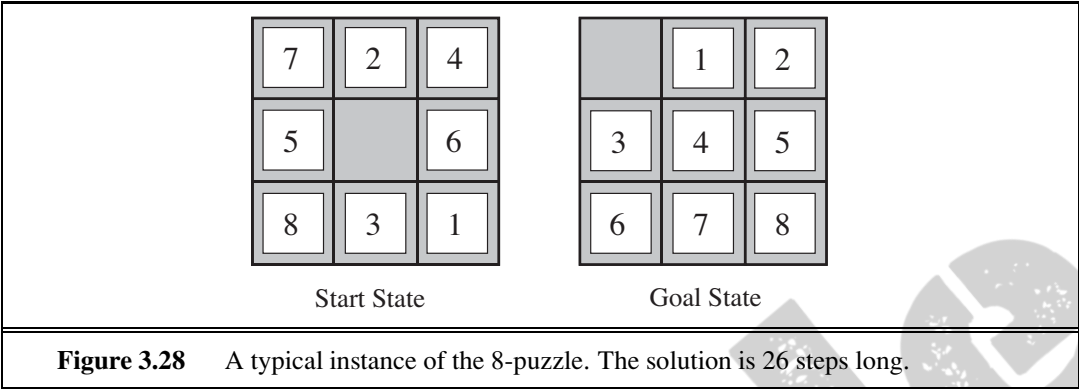 7 2 4 1 2
5 6 3 4 5
8 3 1 6 7 8
Start State Goal State
Figure 3.28 A typical instance of the 8-puzzle. The solution is 26 steps long.